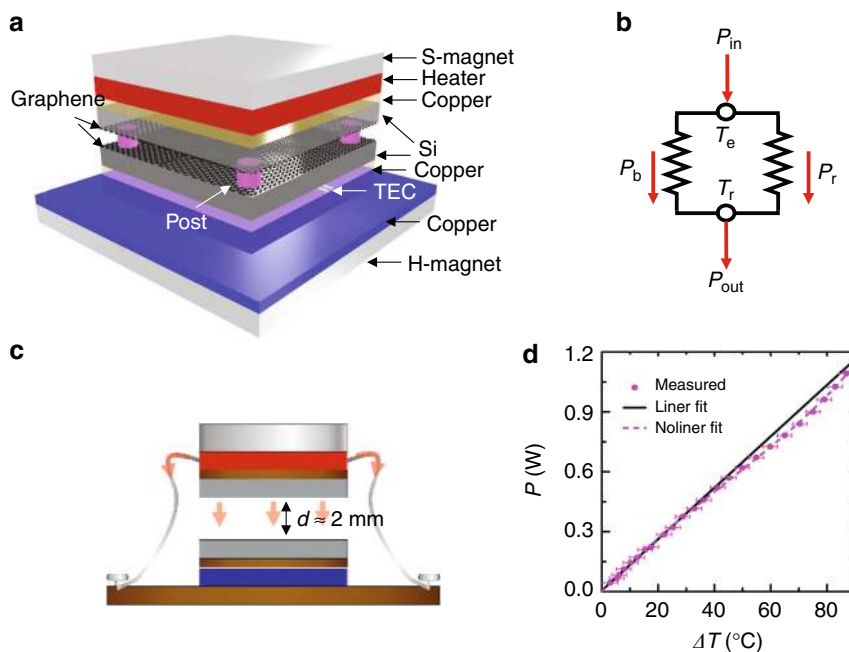 a
S-magnet
Heater
Copper
Graphene
Si
Copper
TEC
Post
Copper
H-magnet
b
P_in
T_e
P_b
P_r
T_r
P_out
c
d ≈ 2 mm
d
1.2
0.9
0.6
0.3
0.0
P (W)
Measured
Liner fit
Noliner fit
0 20 40 60 80
ΔT (°C)